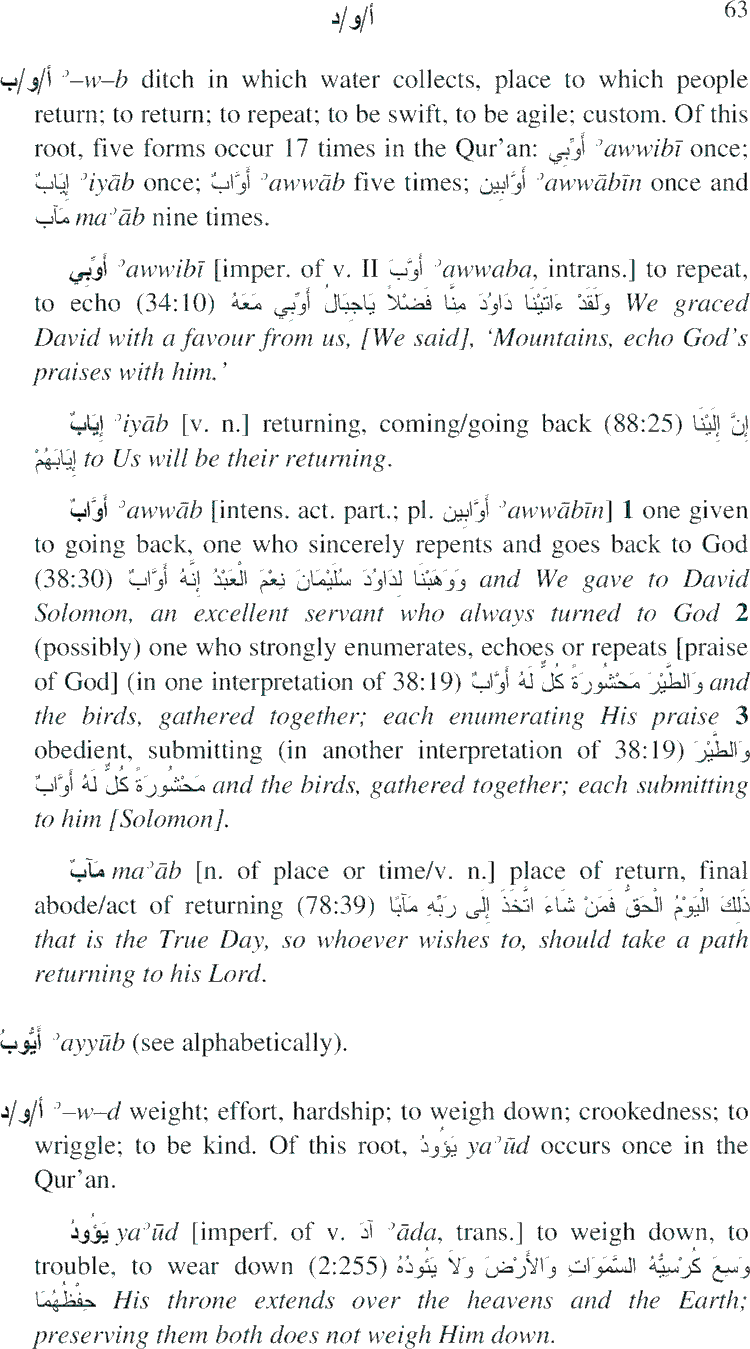 أ/و/د 63
أ/و/ب ʾ–w–b ditch in which water collects, place to which people
return; to return; to repeat; to be swift, to be agile; custom. Of this
root, five forms occur 17 times in the Qur’an: أَوِّبِي ʾawwibī once;
إِيَابٌ ʾiyāb once; أَوَّابٌ ʾawwāb five times; أَوَّابِين ʾawwābīn once and
مَآب maʾāb nine times.
أَوِّبِي ʾawwibī [imper. of v. II أَوَّبَ ʾawwaba, intrans.] to repeat,
to echo (34:10) وَلَقَدْ ءَاتَيْنَا دَاوُدَ مِنَّا فَضْلاً يَاجِبَالُ أَوِّبِي مَعَهُ We graced
David with a favour from us, [We said], ‘Mountains, echo God’s
praises with him.’
إِيَابٌ ʾiyāb [v. n.] returning, coming/going back (88:25) إِنَّ إِلَيْنَا
إِيَابَهُمْ to Us will be their returning.
أَوَّابٌ ʾawwāb [intens. act. part.; pl. أَوَّابِين ʾawwābīn] 1 one given
to going back, one who sincerely repents and goes back to God
(38:30) وَوَهَبْنَا لِدَاوُدَ سُلَيْمَانَ نِعْمَ الْعَبْدُ إِنَّهُ أَوَّابٌ and We gave to David
Solomon, an excellent servant who always turned to God 2
(possibly) one who strongly enumerates, echoes or repeats [praise
of God] (in one interpretation of 38:19) وَالطَّيْرَ مَحْشُورَةً كُلٌّ لَهُ أَوَّابٌ and
the birds, gathered together; each enumerating His praise 3
obedient, submitting (in another interpretation of 38:19) وَالطَّيْرَ
مَحْشُورَةً كُلٌّ لَهُ أَوَّابٌ and the birds, gathered together; each submitting
to him [Solomon].
مَآبٌ maʾāb [n. of place or time/v. n.] place of return, final
abode/act of returning (78:39) ذَلِكَ الْيَوْمُ الْحَقُّ فَمَنْ شَاءَ اتَّخَذَ إِلَى رَبِّهِ مَآبًا
that is the True Day, so whoever wishes to, should take a path
returning to his Lord.
أَيُّوبُ ʾayyūb (see alphabetically).
أ/و/د ʾ–w–d weight; effort, hardship; to weigh down; crookedness; to
wriggle; to be kind. Of this root, يَؤُودُ yaʾūd occurs once in the
Qur’an.
يَؤُودُ yaʾūd [imperf. of v. آدَ ʾāda, trans.] to weigh down, to
trouble, to wear down (2:255) وَسِعَ كُرْسِيُّهُ السَّمَوَاتِ وَالأَرْضَ وَلاَ يَئُودُهُ
حِفْظُهُمَا His throne extends over the heavens and the Earth;
preserving them both does not weigh Him down.